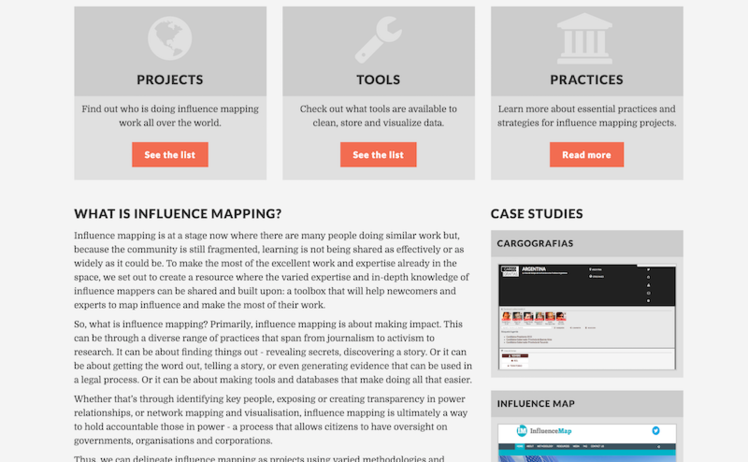 PROJECTS
Find out who is doing influence mapping
work all over the world.
See the list
TOOLS
Check out what tools are available to
clean, store and visualize data.
See the list
PRACTICES
Learn more about essential practices and
strategies for influence mapping projects.
Read more
WHAT IS INFLUENCE MAPPING?
Influence mapping is at a stage now where there are many people doing similar work but,
because the community is still fragmented, learning is not being shared as effectively or as
widely as it could be. To make the most of the excellent work and expertise already in the
space, we set out to create a resource where the varied expertise and in-depth knowledge of
influence mappers can be shared and built upon: a toolbox that will help newcomers and
experts to map influence and make the most of their work.
So, what is influence mapping? Primarily, influence mapping is about making impact. This
can be through a diverse range of practices that span from journalism to activism to
research. It can be about finding things out - revealing secrets, discovering a story. Or it can
be about getting the word out, telling a story, or even generating evidence that can be used in
a legal process. Or it can be about making tools and databases that make doing all that easier.
Whether that's through identifying key people, exposing or creating transparency in power
relationships, or network mapping and visualisation, influence mapping is ultimately a way
to hold accountable those in power - a process that allows citizens to have oversight on
governments, organisations and corporations.
Thus, we can delineate influence mapping as projects using varied methodologies and
CASE STUDIES
CARGOGRAFIAS
ARGENTINA
INFLUENCE MAP
InfluenceMap